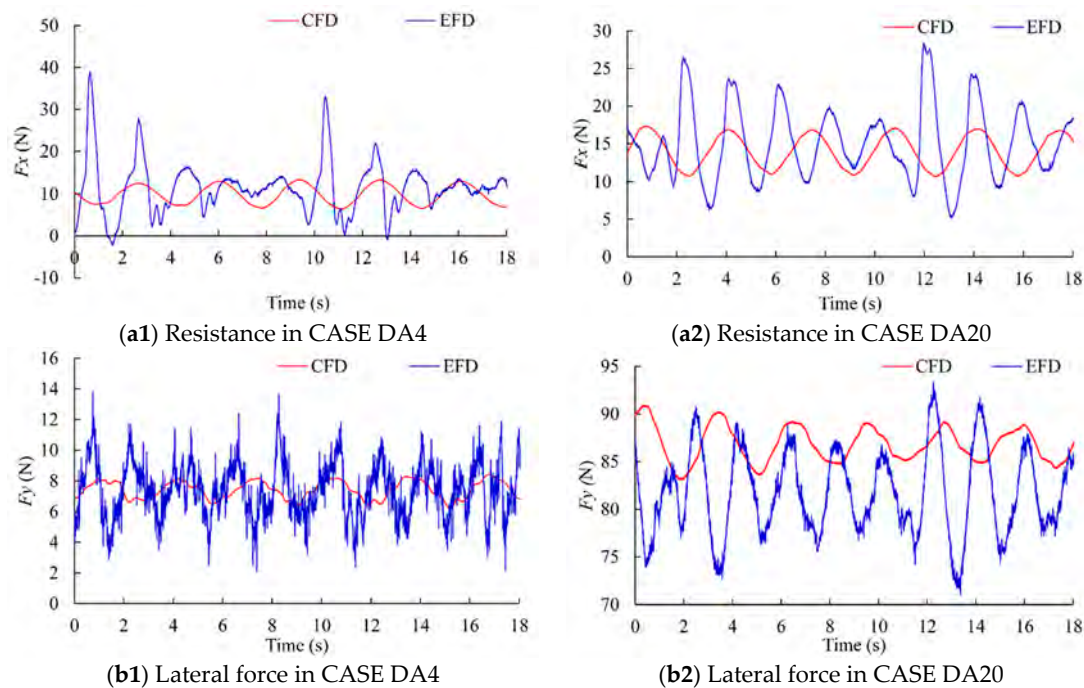 CFD EFD
50
40
30
20
10
0
-10
Fx (N)
0 2 4 6 8 10 12 14 16 18
Time (s)
(a1) Resistance in CASE DA4
CFD EFD
30
25
20
15
10
5
0
Fx (N)
0 2 4 6 8 10 12 14 16 18
Time (s)
(a2) Resistance in CASE DA20
CFD EFD
16
14
12
10
8
6
4
2
0
Fy (N)
0 2 4 6 8 10 12 14 16 18
Time (s)
(b1) Lateral force in CASE DA4
CFD EFD
95
90
85
80
75
70
Fy (N)
0 2 4 6 8 10 12 14 16 18
Time (s)
(b2) Lateral force in CASE DA20